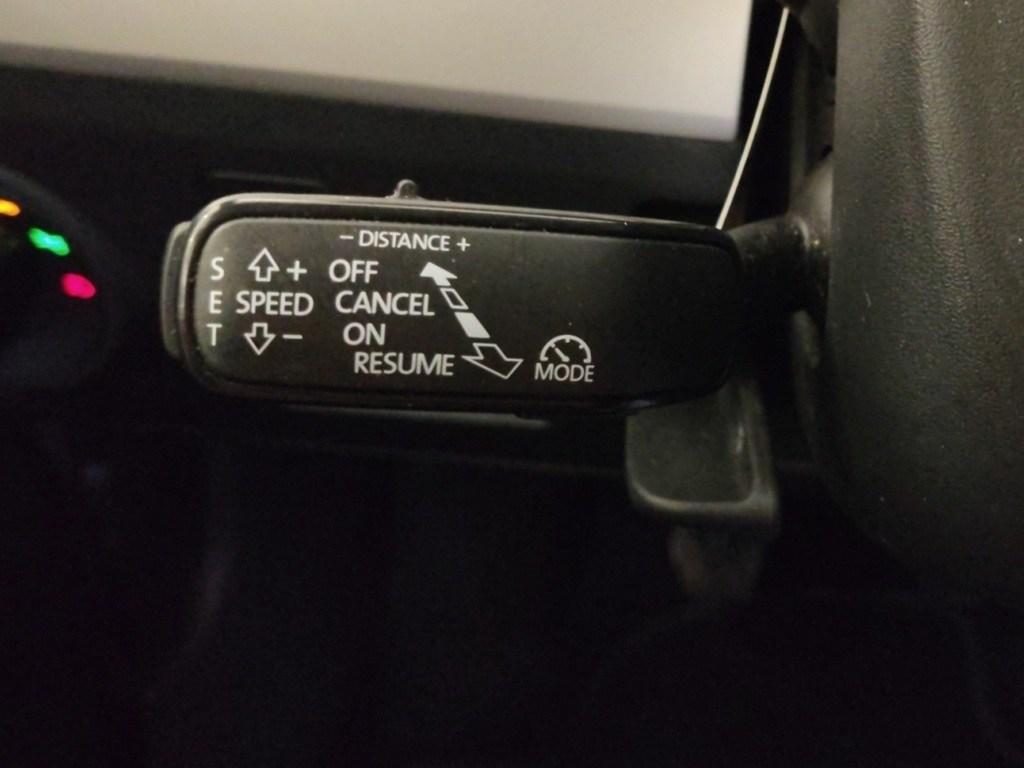 - DISTANCE +
S + OFF
E SPEED CANCEL
T - ON
RESUME MODE